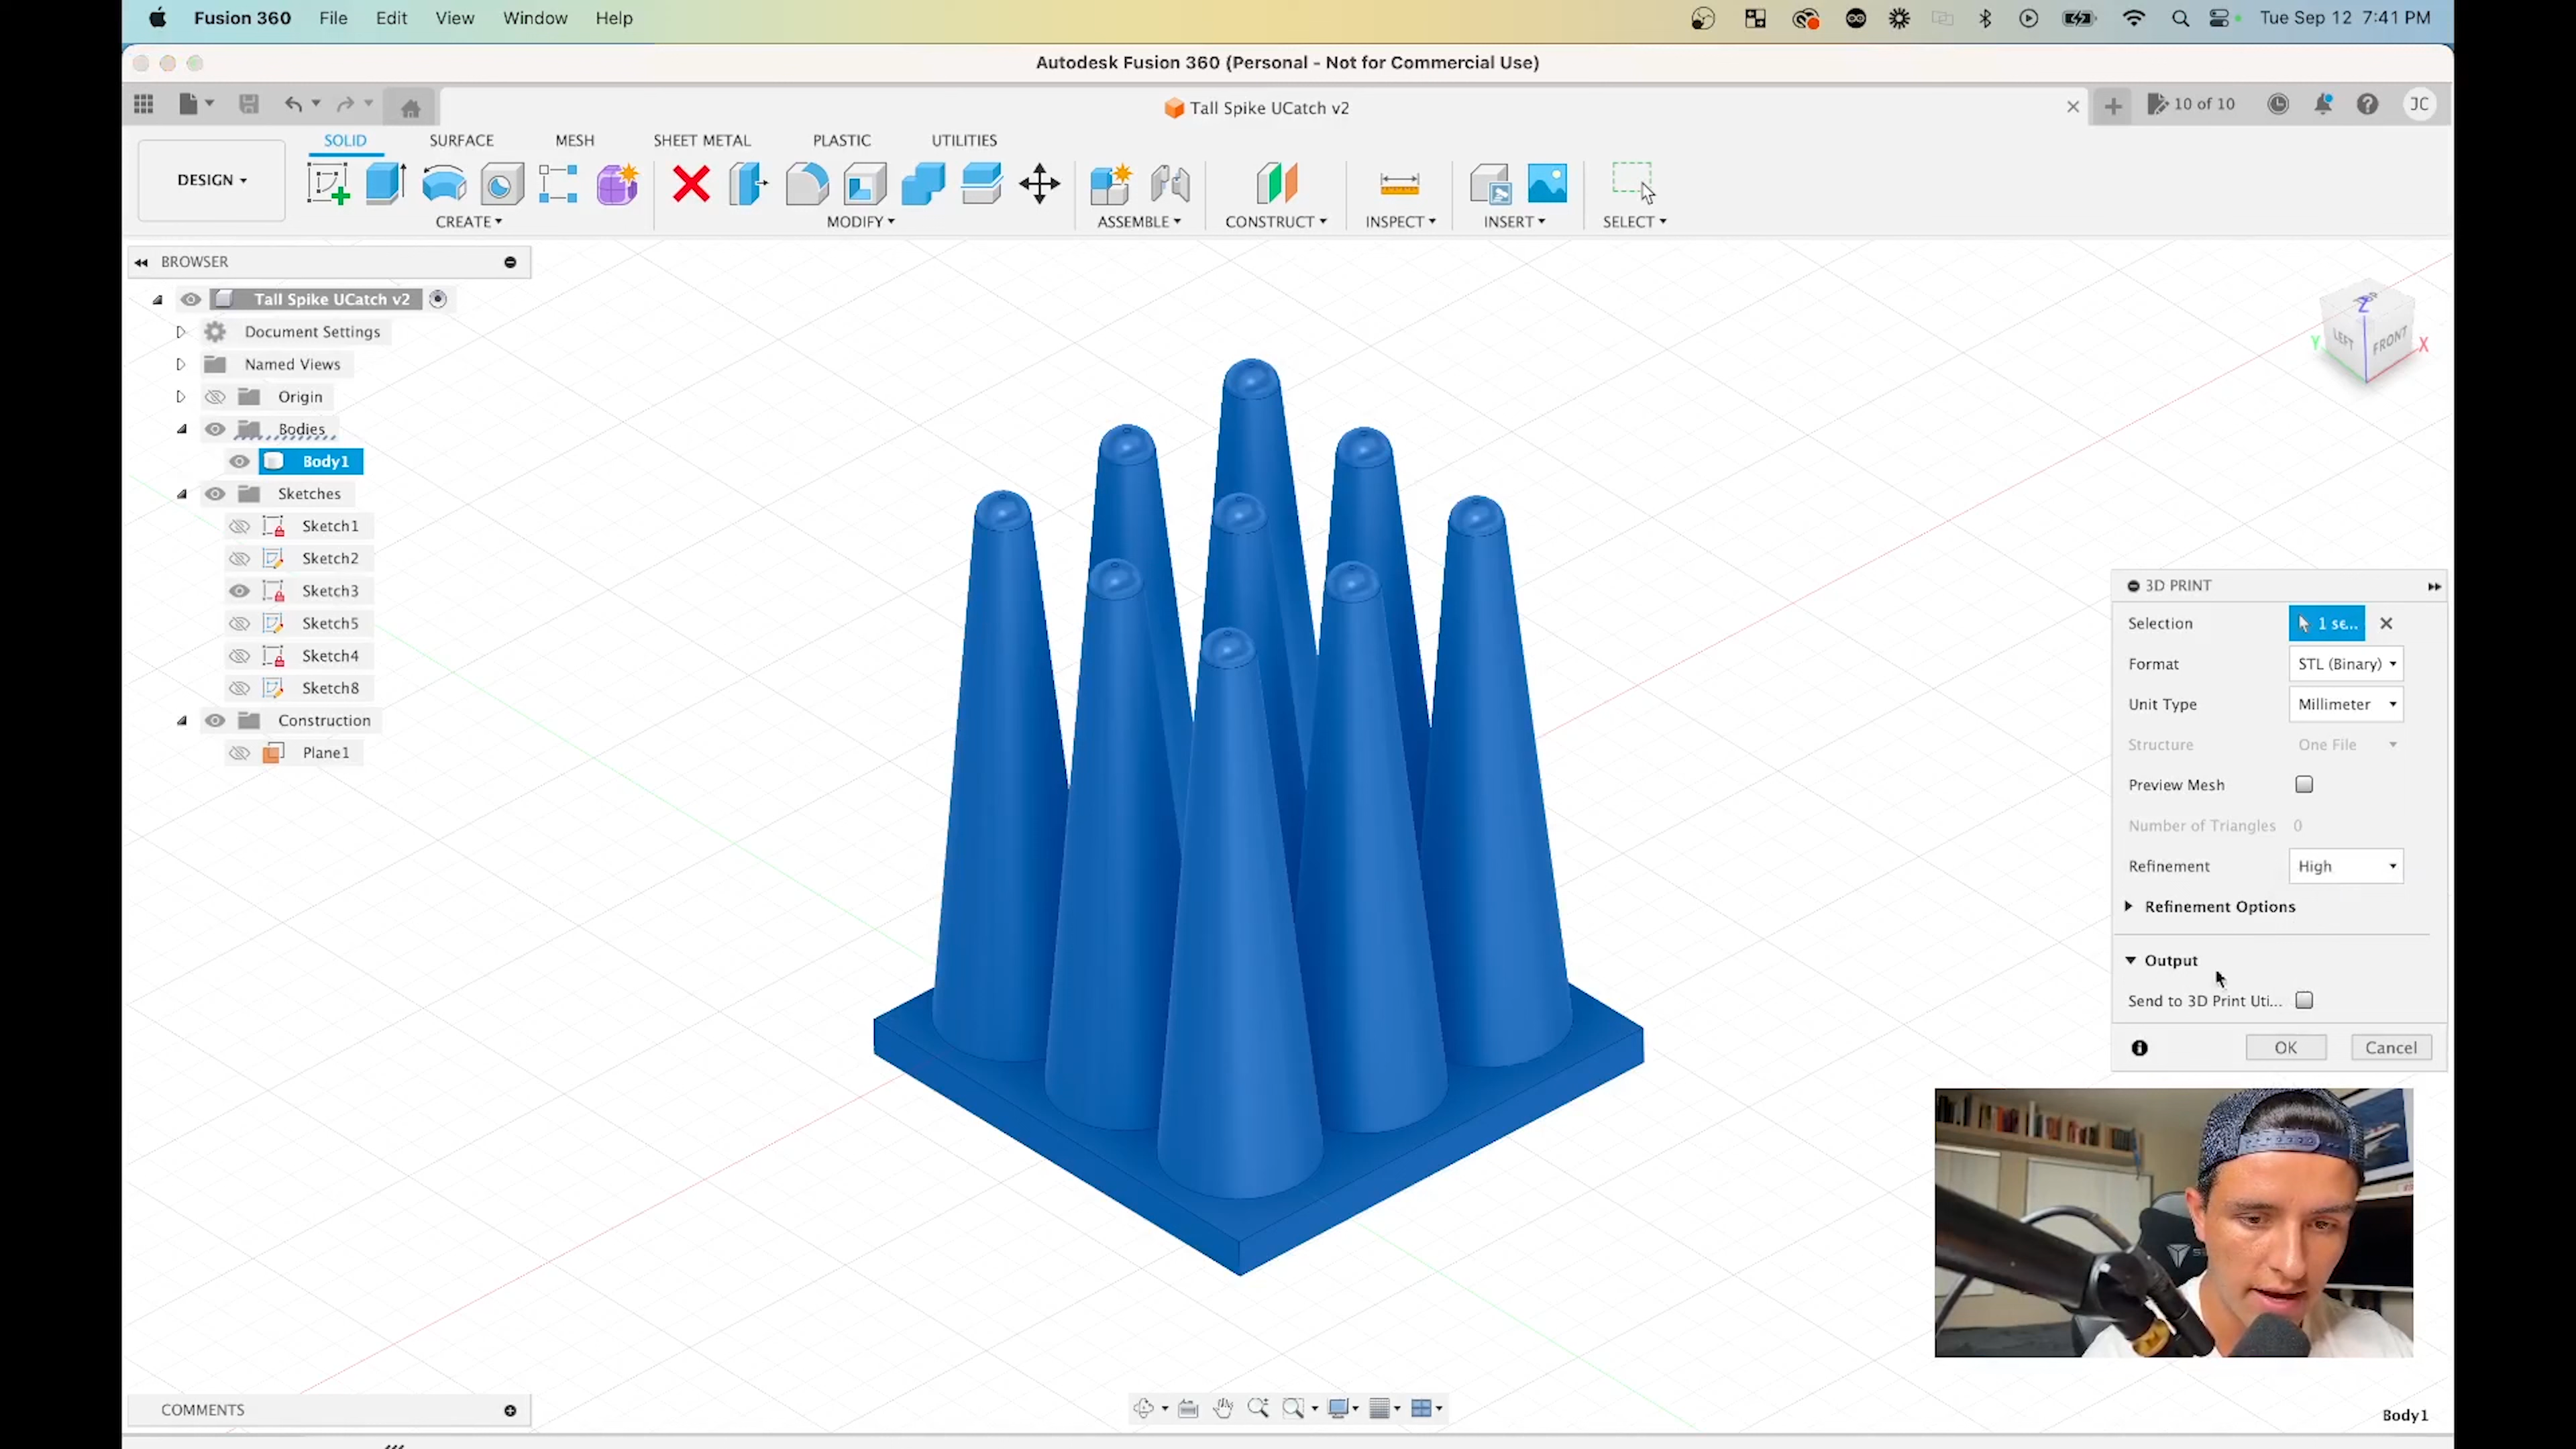 Fusion 360 File Edit View Window Help Tue Sep 12 7:41 PM
Autodesk Fusion 360 (Personal - Not for Commercial Use)
Tall Spike UCatch v2 10 of 10 JC
SOLID SURFACE MESH SHEET METAL PLASTIC UTILITIES
DESIGN
CREATE MODIFY ASSEMBLE CONSTRUCT INSPECT INSERT SELECT
BROWSER
Tall Spike UCatch v2
Document Settings
Named Views
Origin
Bodies
Body1
Sketches
Sketch1
Sketch2
Sketch3
Sketch5
Sketch4
Sketch8
Construction
Plane1
Z
LEFT FRONT
Y X
3D PRINT
Selection 1 se...
Format STL (Binary)
Unit Type Millimeter
Structure One File
Preview Mesh
Number of Triangles 0
Refinement High
Refinement Options
Output
Send to 3D Print Uti...
OK Cancel
COMMENTS
Body1